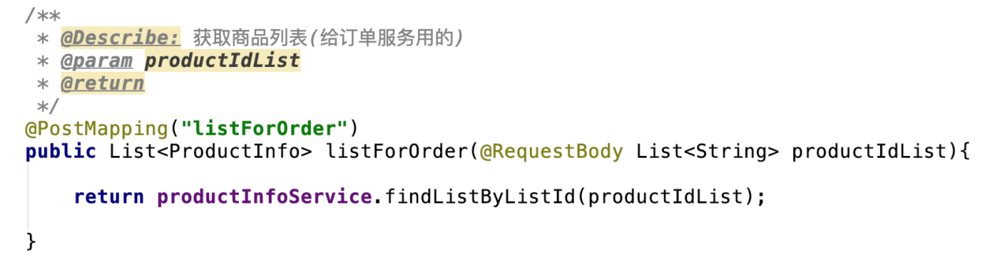 /**
 * @Describe: 获取商品列表(给订单服务用的)
 * @param productIdList
 * @return
 */
@PostMapping("listForOrder")
public List<ProductInfo> listForOrder(@RequestBody List<String> productIdList){
    return productInfoService.findListByListId(productIdList);
}